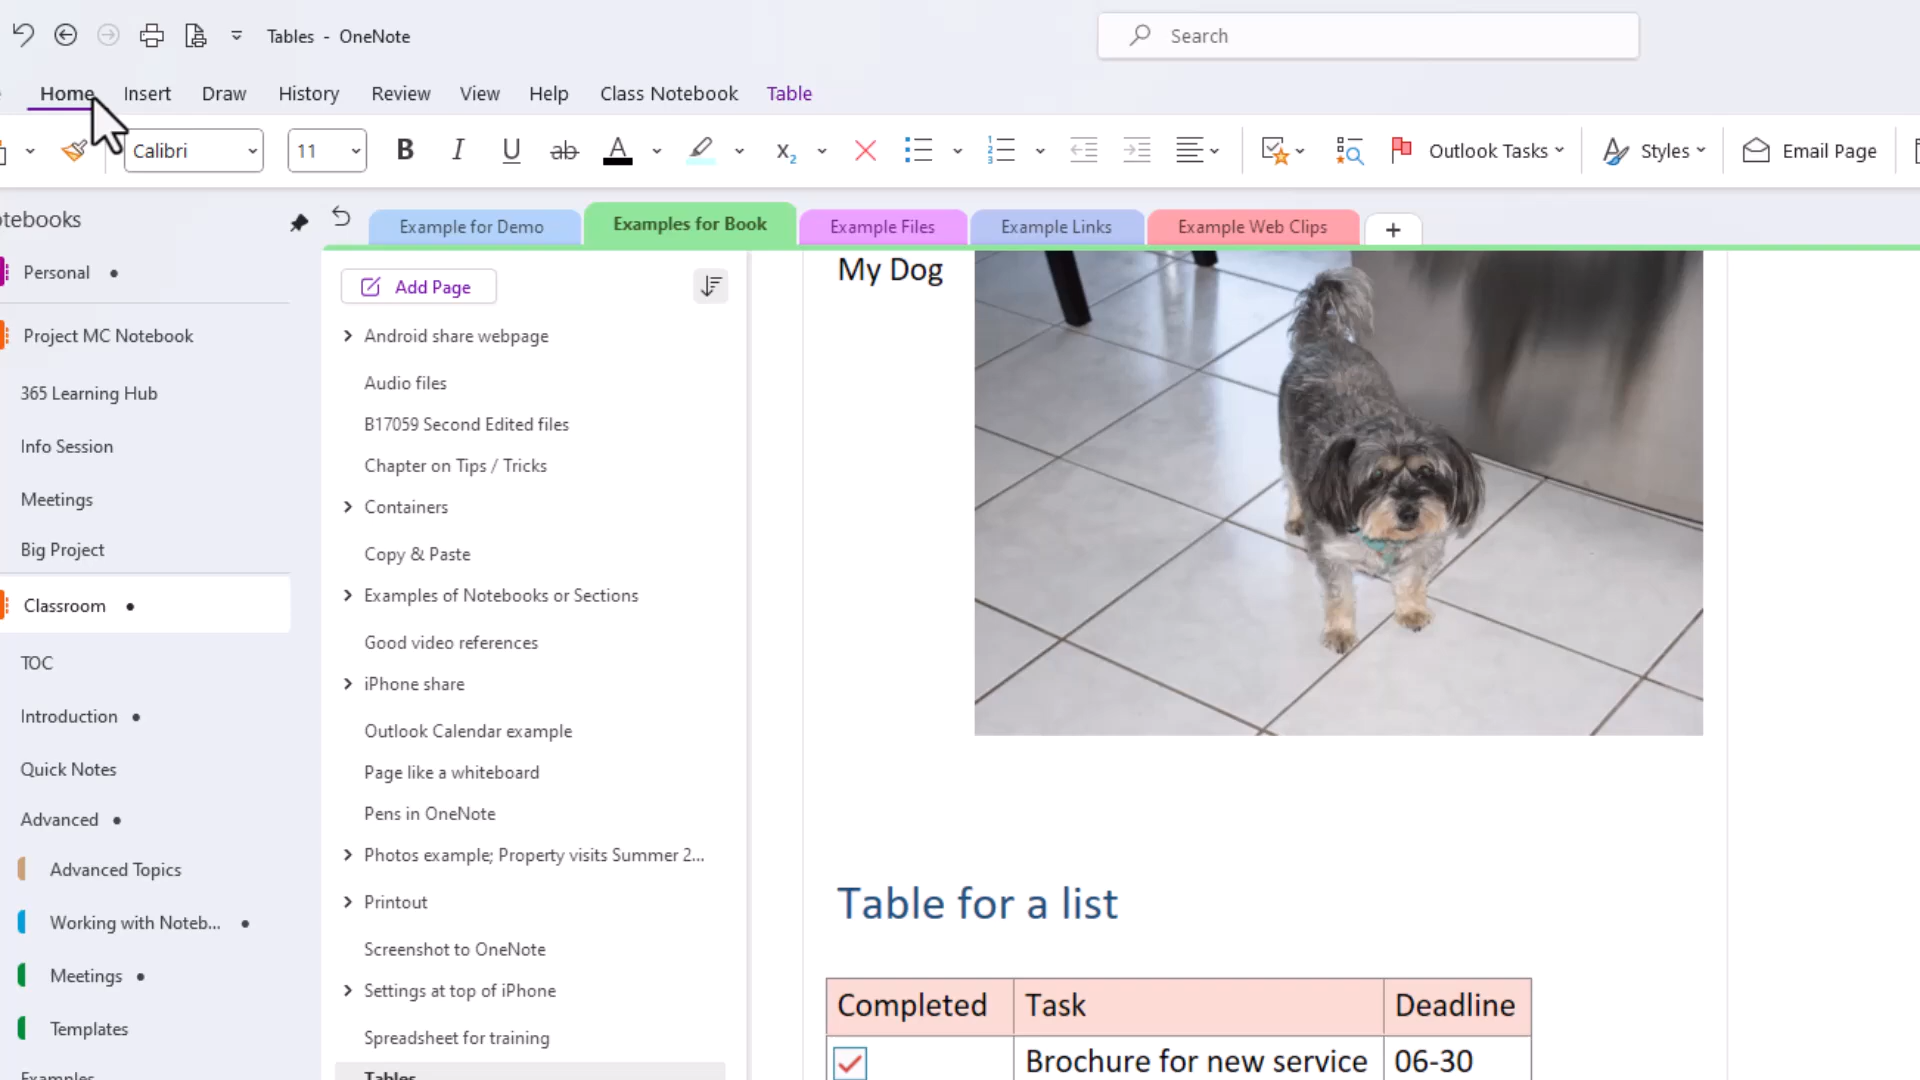 Tables - OneNote
Search
Home Insert Draw History Review View Help Class Notebook Table
Calibri 11 B I U ab A X₂ Outlook Tasks Styles Email Page
Example for Demo Examples for Book Example Files Example Links Example Web Clips +
Personal
Project MC Notebook
365 Learning Hub
Info Session
Meetings
Big Project
Classroom
TOC
Introduction
Quick Notes
Advanced
Advanced Topics
Working with Noteb...
Meetings
Templates
Add Page
Android share webpage
Audio files
B17059 Second Edited files
Chapter on Tips / Tricks
Containers
Copy & Paste
Examples of Notebooks or Sections
Good video references
iPhone share
Outlook Calendar example
Page like a whiteboard
Pens in OneNote
Photos example; Property visits Summer 2...
Printout
Screenshot to OneNote
Settings at top of iPhone
Spreadsheet for training
Tables
My Dog
Table for a list
Completed Task Deadline
Brochure for new service 06-30